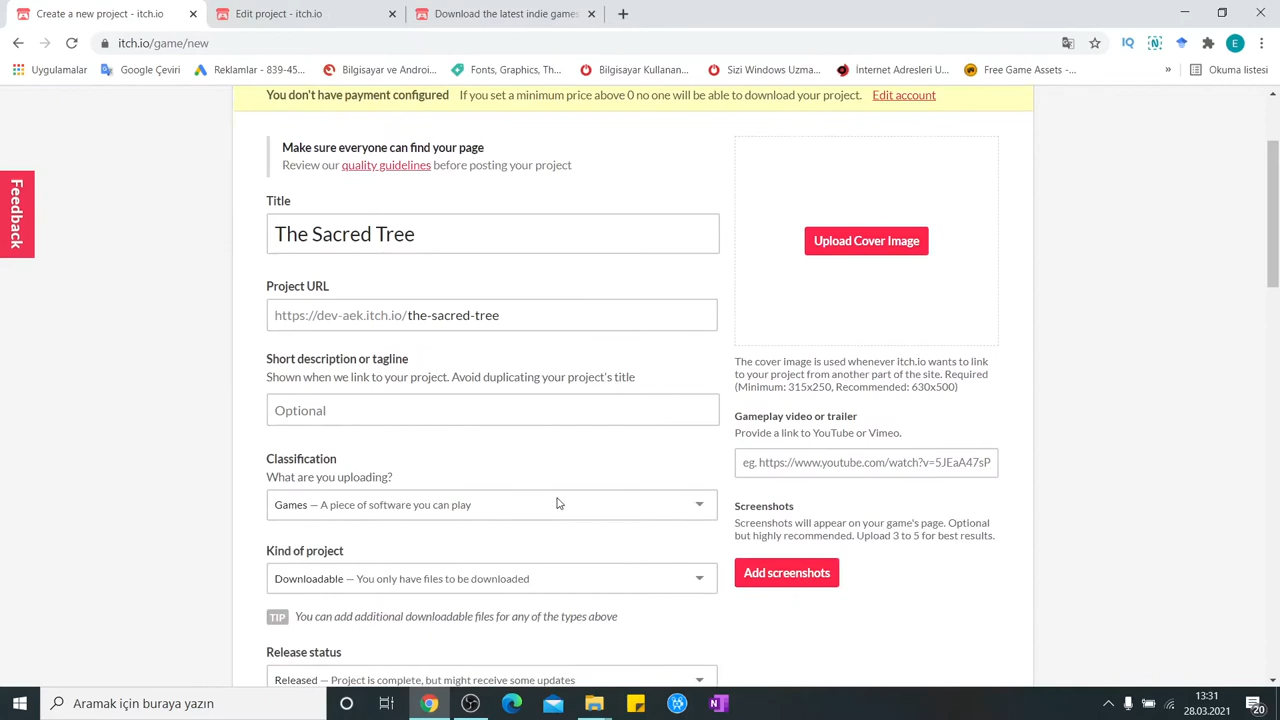 Create a new project - itch.io
Edit project - itch.io
Download the latest indie games
itch.io/game/new
Uygulamalar
Google Çeviri
Reklamlar - 839-45...
Bilgisayar ve Androi...
Fonts, Graphics, Th...
Bilgisayar Kullanan...
Sizi Windows Uzma...
İnternet Adresleri U...
Free Game Assets -...
»
Okuma listesi
You don't have payment configured If you set a minimum price above 0 no one will be able to download your project. Edit account
Feedback
Make sure everyone can find your page
Review our quality guidelines before posting your project
Title
The Sacred Tree
Project URL
https://dev-aek.itch.io/the-sacred-tree
Short description or tagline
Shown when we link to your project. Avoid duplicating your project's title
Optional
Classification
What are you uploading?
Games — A piece of software you can play
Kind of project
Downloadable — You only have files to be downloaded
TIP You can add additional downloadable files for any of the types above
Release status
Released — Project is complete, but might receive some updates
Upload Cover Image
The cover image is used whenever itch.io wants to link
to your project from another part of the site. Required
(Minimum: 315x250, Recommended: 630x500)
Gameplay video or trailer
Provide a link to YouTube or Vimeo.
eg. https://www.youtube.com/watch?v=5JEaA47sP
Screenshots
Screenshots will appear on your game's page. Optional
but highly recommended. Upload 3 to 5 for best results.
Add screenshots
Aramak için buraya yazın
13:31
28.03.2021
20